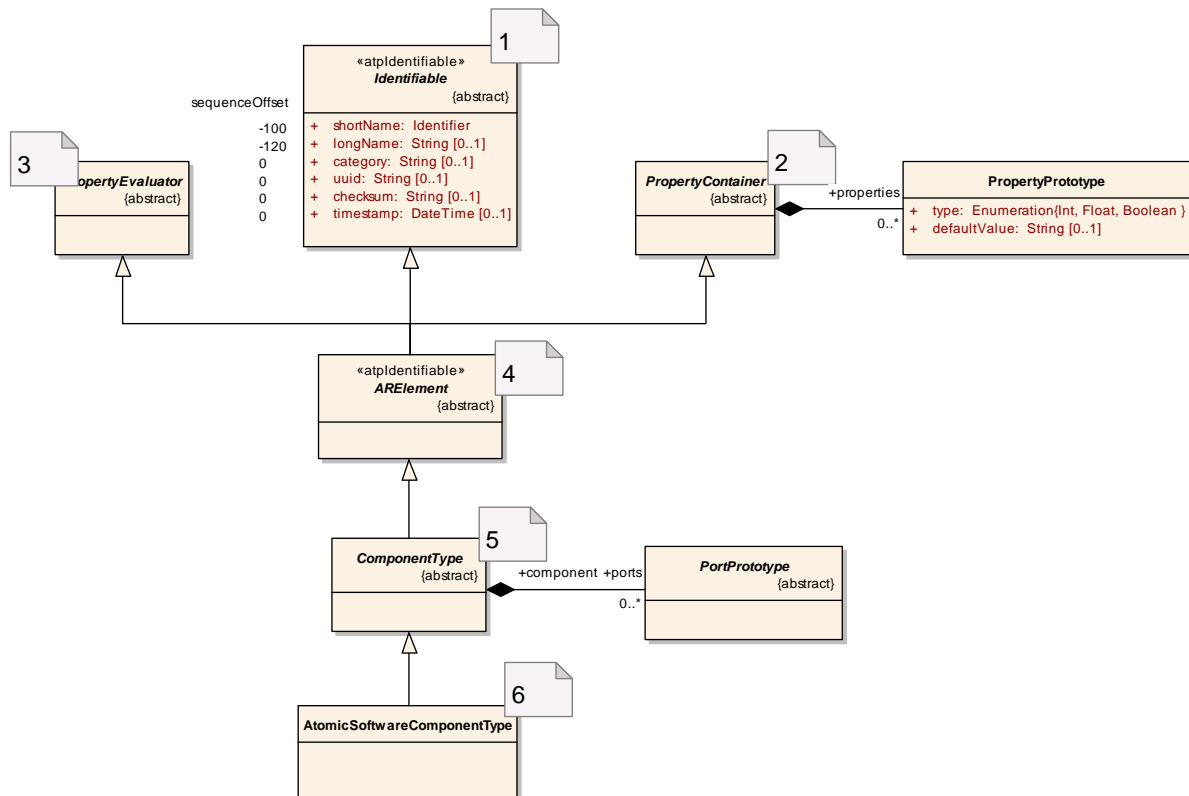 1
«atpIdentifiable»
Identifiable
{abstract}
sequenceOffset
-100
-120
0
0
0
0
+ shortName: Identifier
+ longName: String [0..1]
+ category: String [0..1]
+ uuid: String [0..1]
+ checksum: String [0..1]
+ timestamp: DateTime [0..1]
3
opertyEvaluator
{abstract}
2
PropertyContainer
{abstract}
+properties
0..*
PropertyPrototype
+ type: Enumeration{Int, Float, Boolean }
+ defaultValue: String [0..1]
4
«atpIdentifiable»
ARElement
{abstract}
5
ComponentType
{abstract}
+component +ports
0..*
PortPrototype
{abstract}
6
AtomicSoftwareComponentType